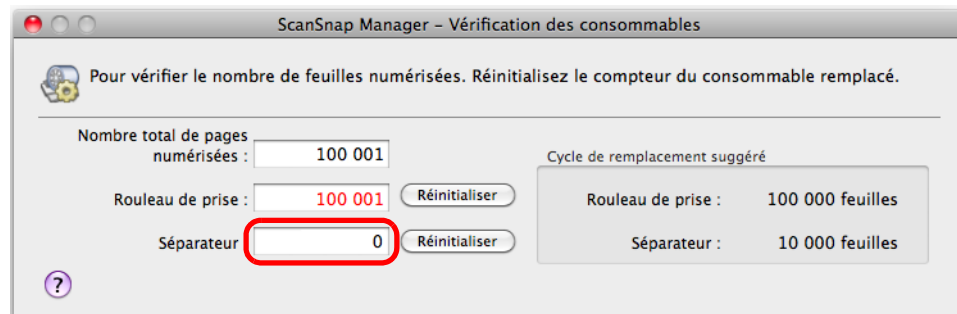 ScanSnap Manager – Vérification des consommables
Pour vérifier le nombre de feuilles numérisées. Réinitialisez le compteur du consommable remplacé.
Nombre total de pages
numérisées : 100 001
Cycle de remplacement suggéré
Rouleau de prise : 100 001 Réinitialiser
Rouleau de prise : 100 000 feuilles
Séparateur 0 Réinitialiser
Séparateur : 10 000 feuilles
?